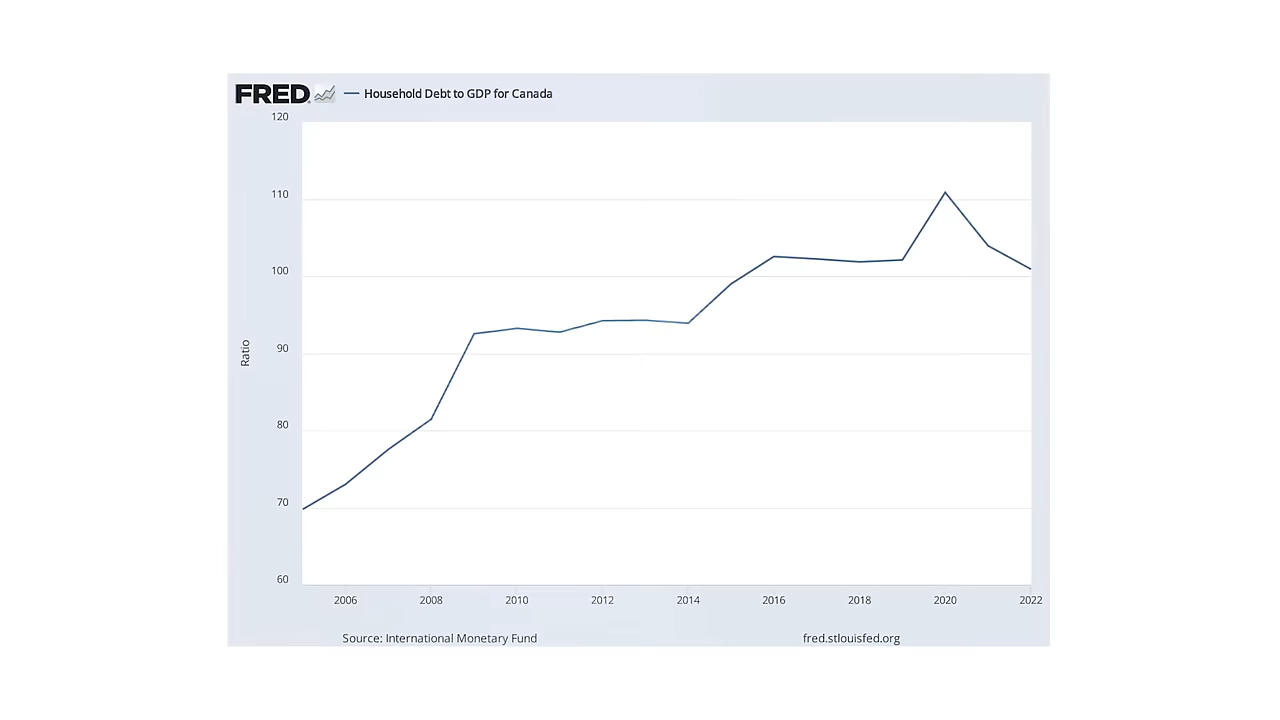 FRED
Household Debt to GDP for Canada
120
110
100
90
80
70
60
Ratio
2006 2008 2010 2012 2014 2016 2018 2020 2022
Source: International Monetary Fund
fred.stlouisfed.org